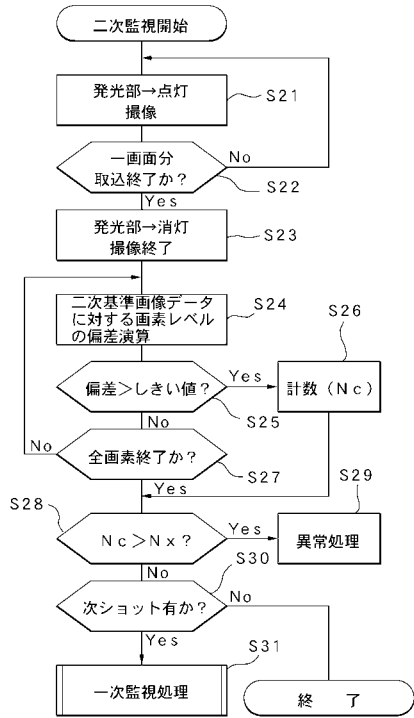 二次監視開始
発光部→点灯
撮像
S21
一画面分
取込終了か?
No
S22
Yes
発光部→消灯
撮像終了
S23
二次基準画像データ
に対する画素レベル
の偏差演算
S24
偏差>しきい値?
Yes
S25
計数(Nc)
S26
No
全画素終了か?
No
S27
Yes
S28
Nc>Nx?
Yes
異常処理
S29
No
S30
次ショット有か?
No
Yes
S31
一次監視処理
終 了